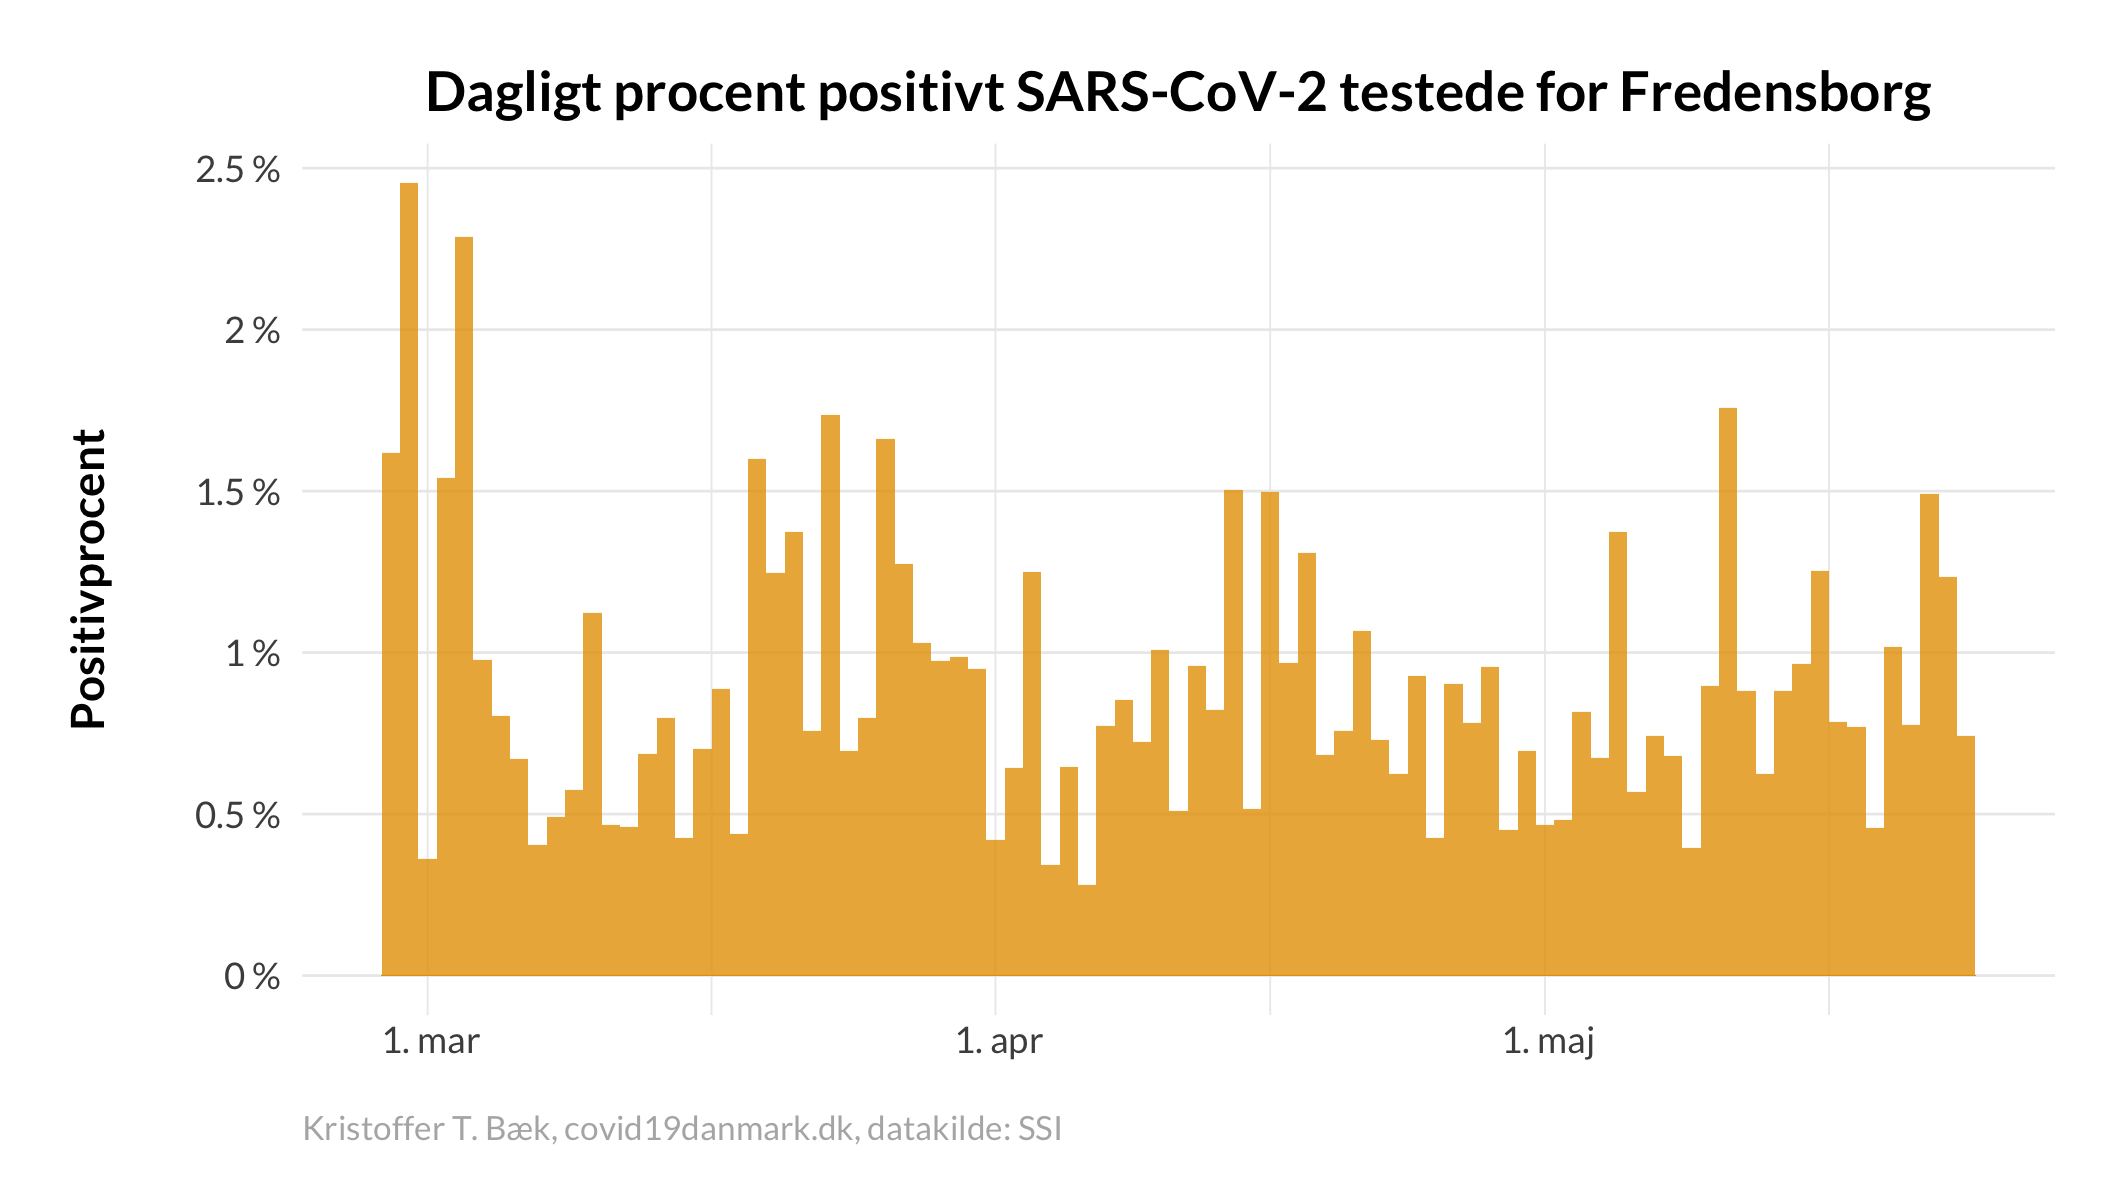 Dagligt procent positivt SARS-CoV-2 testede for Fredensborg
Positivprocent
2.5 %
2 %
1.5 %
1 %
0.5 %
0 %
1. mar
1. apr
1. maj
Kristoffer T. Bæk, covid19danmark.dk, datakilde: SSI